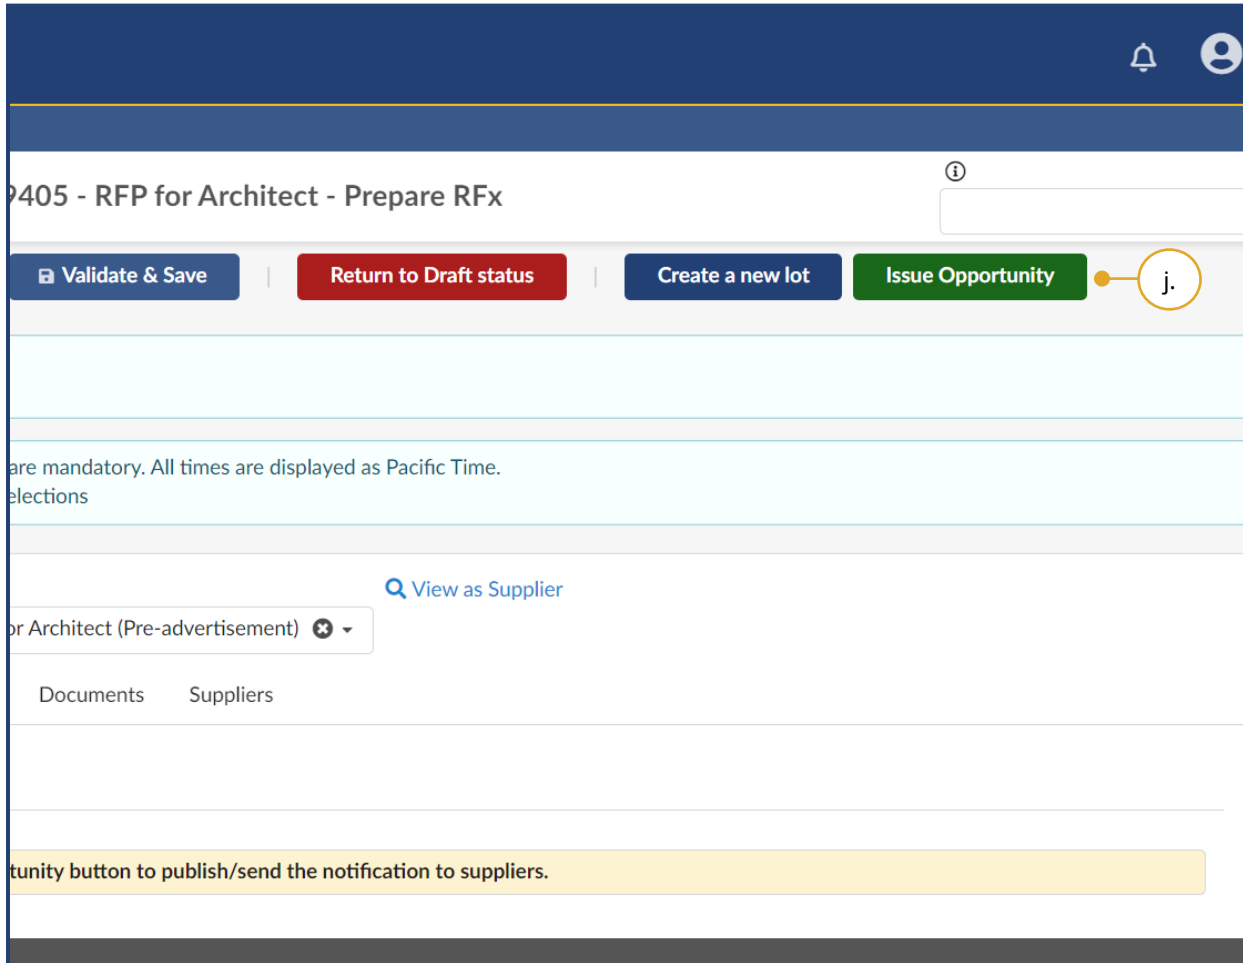 9405 - RFP for Architect - Prepare RFx
Validate & Save | Return to Draft status | Create a new lot Issue Opportunity j.
are mandatory. All times are displayed as Pacific Time.
elections
View as Supplier
or Architect (Pre-advertisement)
Documents Suppliers
tunity button to publish/send the notification to suppliers.